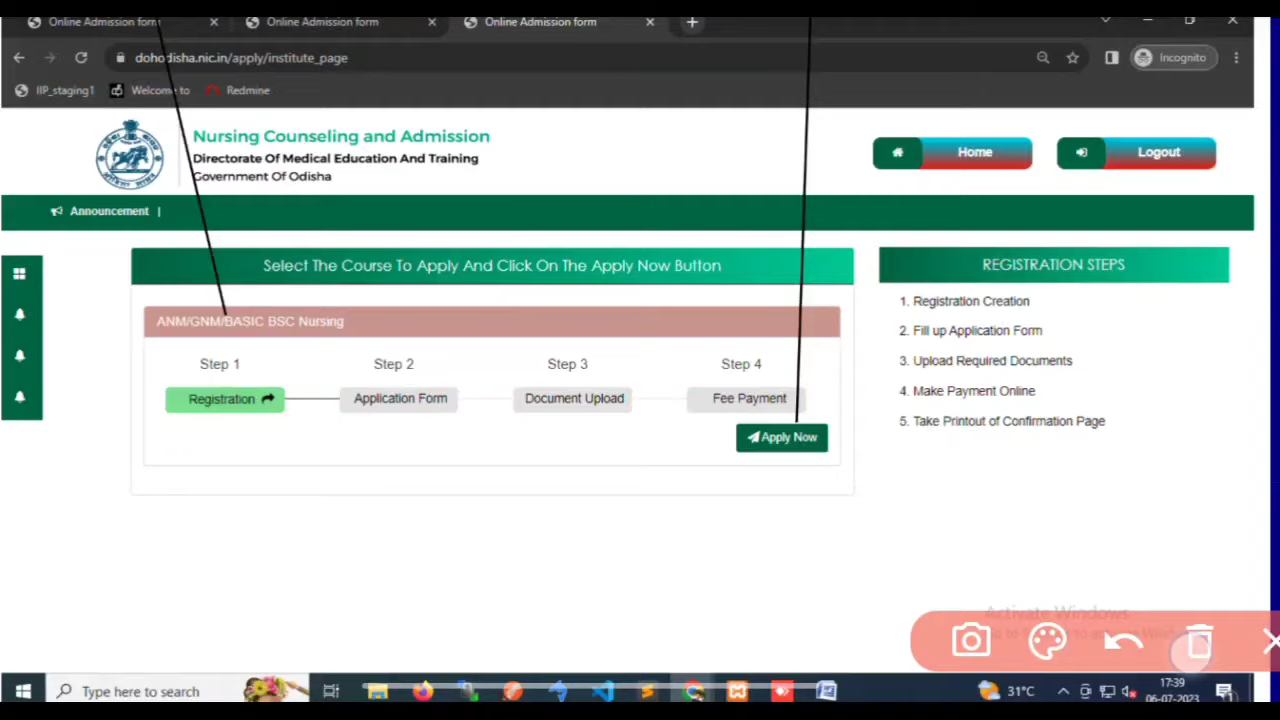 Online Admission form
Online Admission form
Online Admission form
dohodisha.nic.in/apply/institute_page
Incognito
IIP_staging1
Welcome to
Redmine
Nursing Counseling and Admission
Directorate Of Medical Education And Training
Government Of Odisha
Home
Logout
Announcement |
Select The Course To Apply And Click On The Apply Now Button
REGISTRATION STEPS
ANM/GNM/BASIC BSC Nursing
Step 1
Step 2
Step 3
Step 4
Registration
Application Form
Document Upload
Fee Payment
Apply Now
1. Registration Creation
2. Fill up Application Form
3. Upload Required Documents
4. Make Payment Online
5. Take Printout of Confirmation Page
Activate Windows
Type here to search
31°C
17:39
06-07-2023